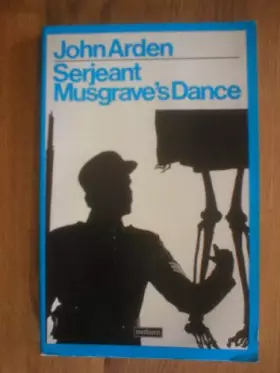 John Arden
Serjeant
Musgrave's Dance
methuen